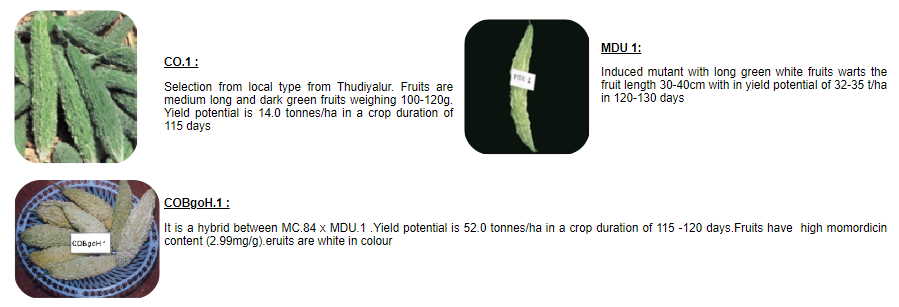 CO.1 :
Selection from local type from Thudiyalur. Fruits are
medium long and dark green fruits weighing 100-120g.
Yield potential is 14.0 tonnes/ha in a crop duration of
115 days
MDU 1:
Induced mutant with long green white fruits warts the
fruit length 30-40cm with in yield potential of 32-35 t/ha
in 120-130 days
MDU-1
COBgoH.1 :
It is a hybrid between MC.84 x MDU.1 .Yield potential is 52.0 tonnes/ha in a crop duration of 115 -120 days.Fruits have high momordicin
content (2.99mg/g).eruits are white in colour
COBgoH1